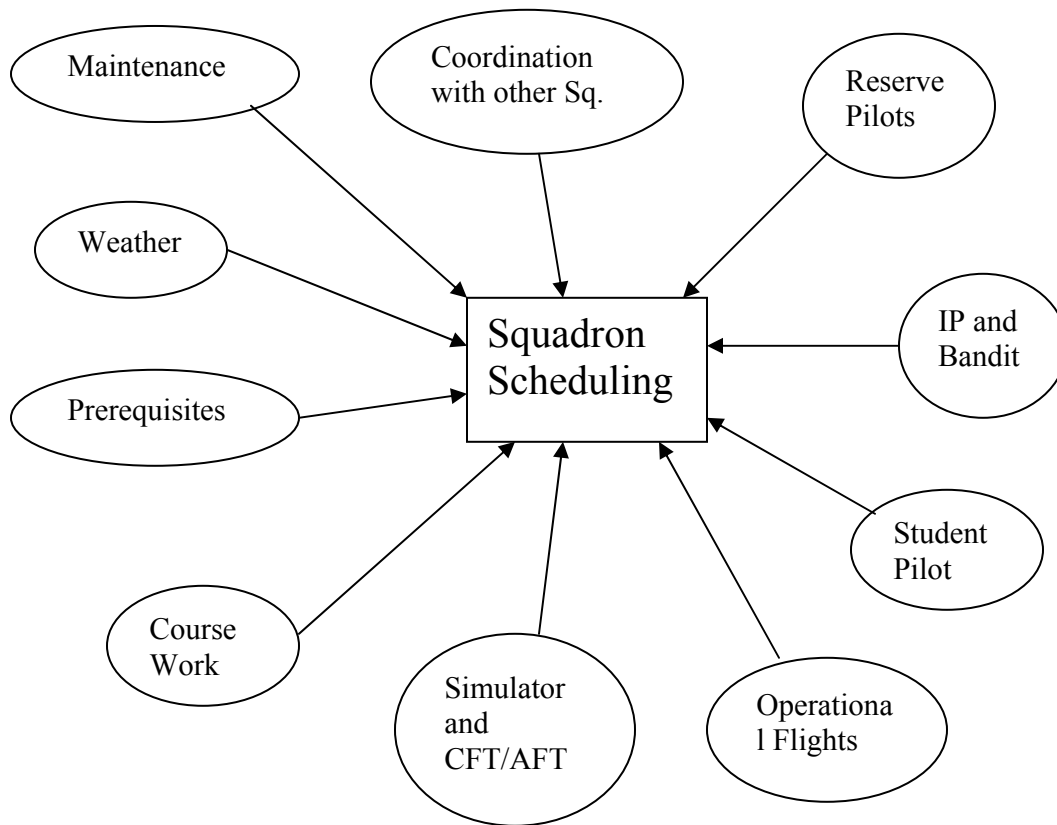 Maintenance
Coordination
with other Sq.
Reserve
Pilots
Weather
IP and
Bandit
Squadron
Scheduling
Prerequisites
Student
Pilot
Course
Work
Simulator
and
CFT/AFT
Operationa
l Flights